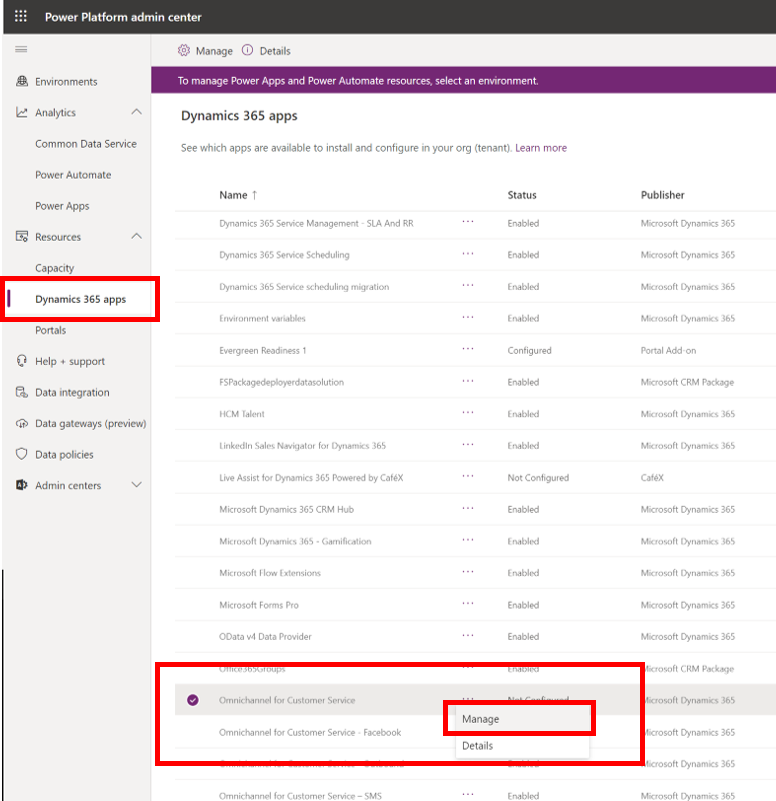 Power Platform admin center
Manage Details
Environments
To manage Power Apps and Power Automate resources, select an environment.
Analytics
Dynamics 365 apps
Common Data Service
See which apps are available to install and configure in your org (tenant). Learn more
Power Automate
Power Apps
Name ↑ Status Publisher
Resources
Dynamics 365 Service Management - SLA And RR ... Enabled Microsoft Dynamics 365
Capacity
Dynamics 365 Service Scheduling ... Enabled Microsoft Dynamics 365
Dynamics 365 apps
Dynamics 365 Service scheduling migration ... Enabled Microsoft Dynamics 365
Portals
Environment variables ... Enabled Microsoft Dynamics 365
Help + support
Evergreen Readiness 1 ... Configured Portal Add-on
Data integration
FSPackagedeployerdatasolution ... Enabled Microsoft CRM Package
Data gateways (preview)
HCM Talent ... Enabled Microsoft Dynamics 365
Data policies
LinkedIn Sales Navigator for Dynamics 365 ... Enabled Microsoft Dynamics 365
Admin centers
Live Assist for Dynamics 365 Powered by CaféX ... Not Configured CaféX
Microsoft Dynamics 365 CRM Hub ... Enabled Microsoft Dynamics 365
Microsoft Dynamics 365 - Gamification ... Enabled Microsoft Dynamics 365
Microsoft Flow Extensions ... Enabled Microsoft Dynamics 365
Microsoft Forms Pro ... Enabled Microsoft Dynamics 365
OData v4 Data Provider ... Enabled Microsoft Dynamics 365
Office365Groups ... Enabled Microsoft CRM Package
Omnichannel for Customer Service ... Not Configured Microsoft Dynamics 365
Manage
Omnichannel for Customer Service - Facebook Microsoft Dynamics 365
Details
Omnichannel for Customer Service Enabled Microsoft Dynamics 365
Omnichannel for Customer Service – SMS ... Enabled Microsoft Dynamics 365